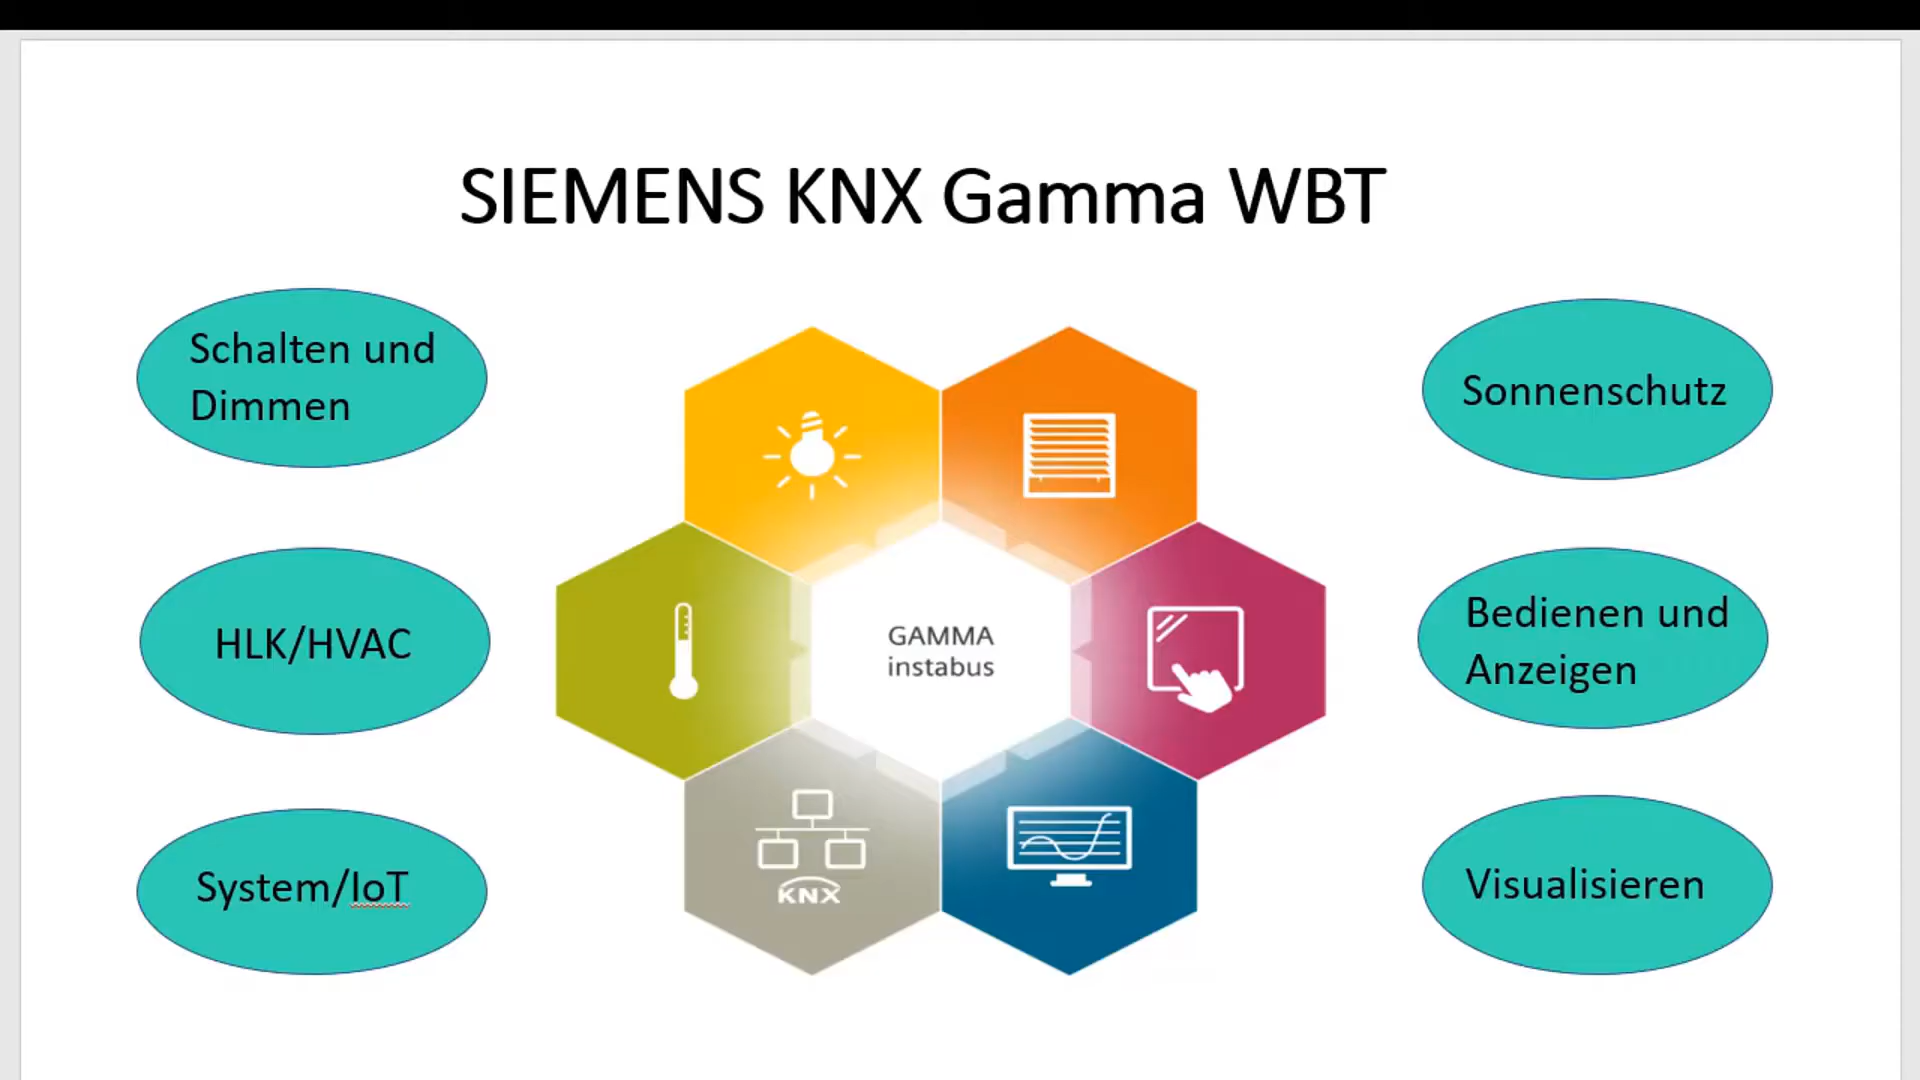 SIEMENS KNX Gamma WBT
Schalten und
Dimmen
Sonnenschutz
HLK/HVAC
GAMMA
instabus
Bedienen und
Anzeigen
System/IoT
KNX
Visualisieren